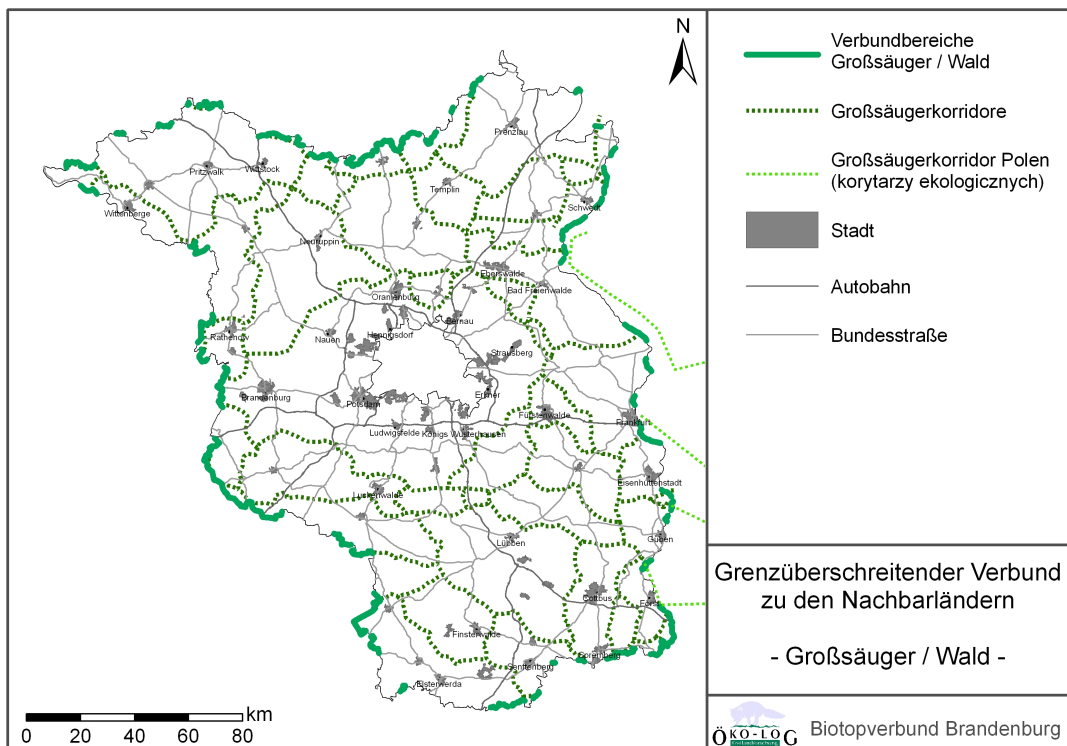 N
Prenzlau
Pritzwalk
Wittstock
Templin
Wittenberge
Schwedt
Neuruppin
Eberswalde
Oranienburg
Bad Freienwalde
Bernau
Rathenow
Nauen
Hennigsdorf
Strausberg
Brandenburg
Potsdam
Erkner
Fürstenwalde
Frankfurt
Ludwigsfelde
Königs Wusterhausen
Eisenhüttenstadt
Luckenwalde
Lübben
Guben
Cottbus
Forst
Finsterwalde
Senftenberg
Spremberg
Elsterwerda
km
0 20 40 60 80
Verbundbereiche
Großsäuger / Wald
Großsäugerkorridore
Großsäugerkorridor Polen
(korytarzy ekologicznych)
Stadt
Autobahn
Bundesstraße
Grenzüberschreitender Verbund
zu den Nachbarländern
- Großsäuger / Wald -
ÖKO-LOG
Biotopverbund Brandenburg